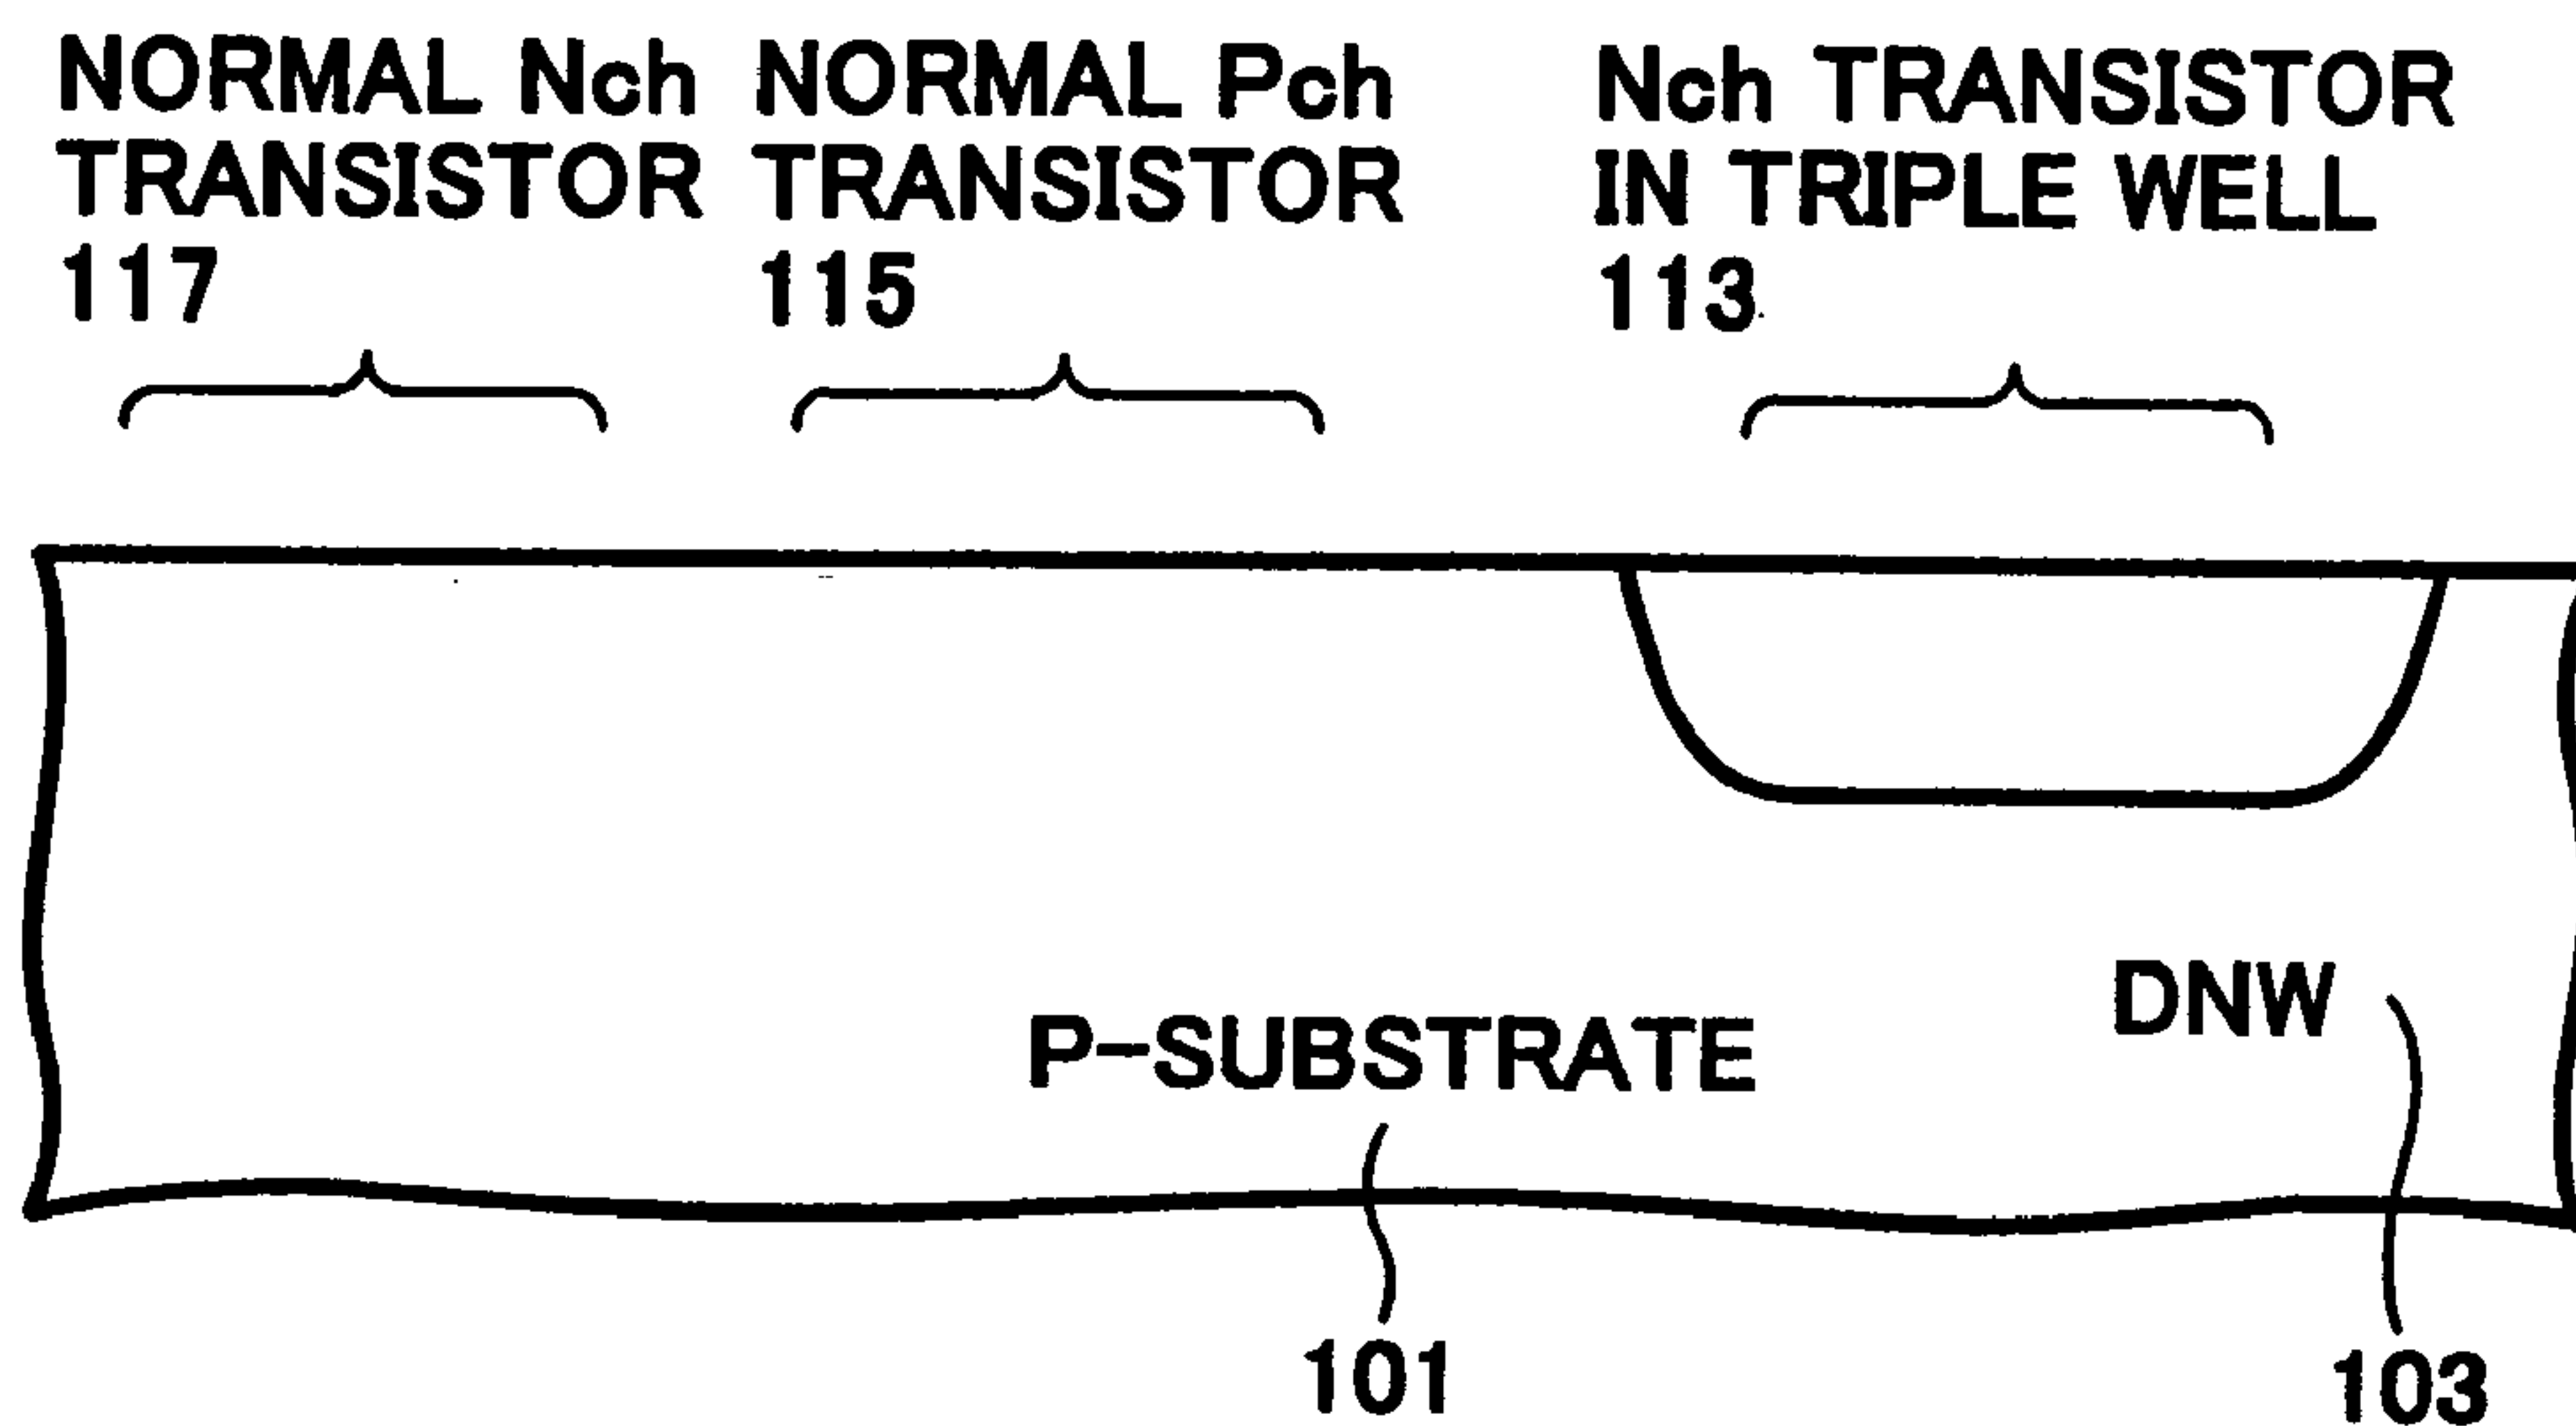 NORMAL Nch
TRANSISTOR
117
NORMAL Pch
TRANSISTOR
115
Nch TRANSISTOR
IN TRIPLE WELL
113
DNW
P-SUBSTRATE
101
103